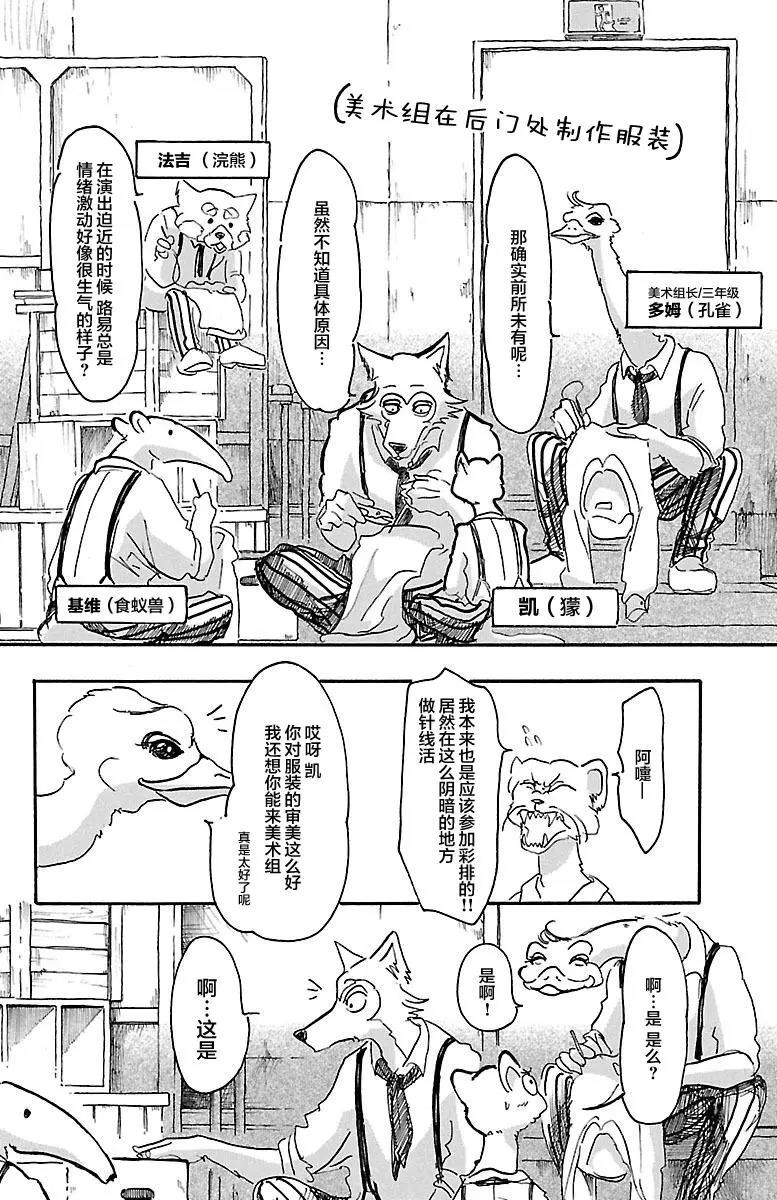 (美术组在后门处制作服装)
那确实前所未有呢…
美术组长/三年级
多姆（孔雀）
虽然不知道具体原因…
法吉（浣熊）
在演出迫近的时候 路易总是
情绪激动好像很生气的样子?
基维（食蚁兽）
凯（獴）
阿嚏—
我本来也是应该参加彩排的!!
居然在这么阴暗的地方
做针线活
哎呀 凯
你对服装的审美这么好
我还想你能来美术组
真是太好了呢
啊…是 是么?
是啊!
啊…这是